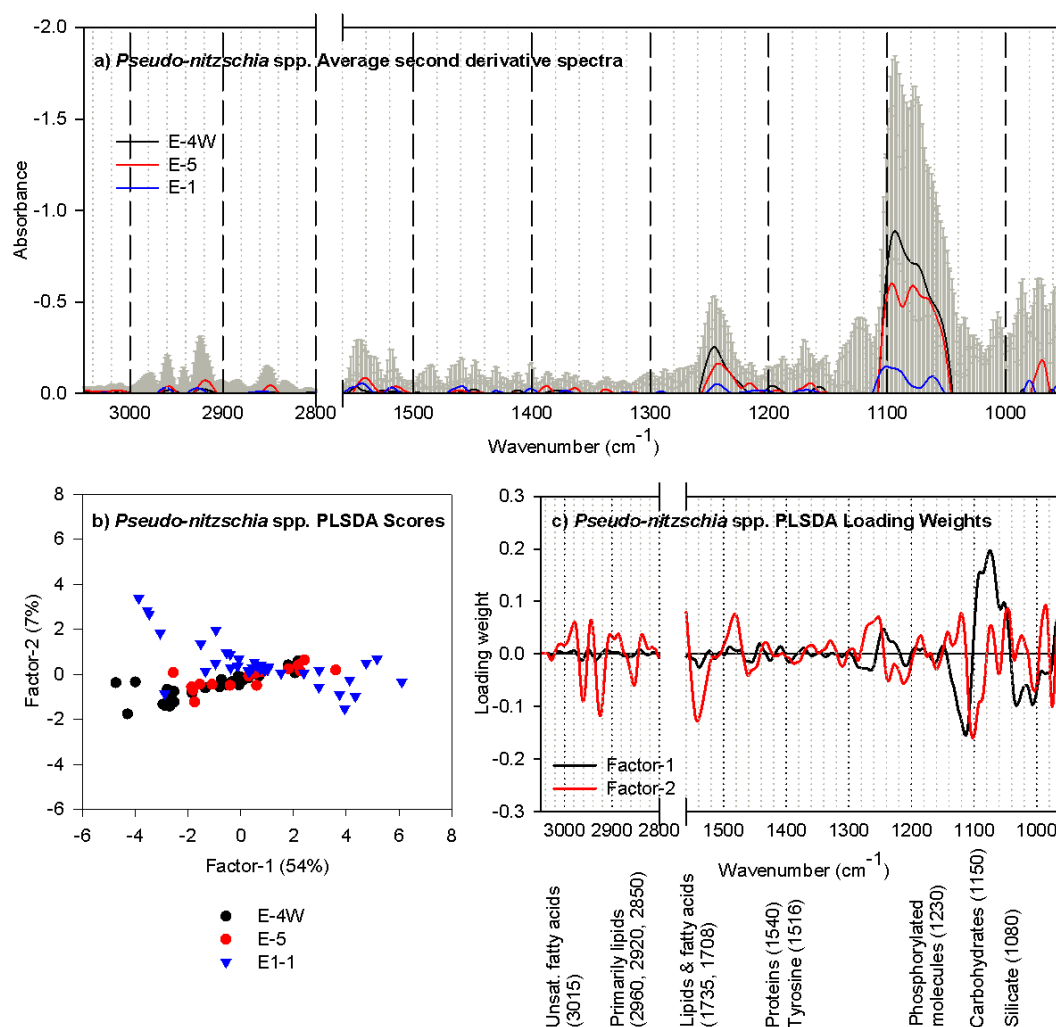 -2.0
a) Pseudo-nitzschia spp. Average second derivative spectra
-1.5
E-4W
E-5
E-1
-1.0
Absorbance
-0.5
0.0
3000 2900 2800 1500 1400 1300 1200 1100 1000
Wavenumber (cm-1)
b) Pseudo-nitzschia spp. PLSDA Scores
8
6
4
2
0
-2
-4
-6
Factor-2 (7%)
-6 -4 -2 0 2 4 6 8
Factor-1 (54%)
E-4W
E-5
E1-1
c) Pseudo-nitzschia spp. PLSDA Loading Weights
0.3
0.2
0.1
0.0
-0.1
-0.2
-0.3
Loading weight
Factor-1
Factor-2
3000 2900 2800 1500 1400 1300 1200 1100 1000
Wavenumber (cm-1)
Unsat. fatty acids
(3015)
Primarily lipids
(2960, 2920, 2850)
Lipids & fatty acids
(1735, 1708)
Proteins (1540)
Tyrosine (1516)
Phosphorylated
molecules (1230)
Carbohydrates (1150)
Silicate (1080)